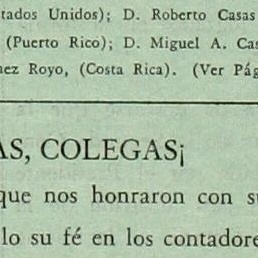 tados Unidos); D. Roberto Casas
(Puerto Rico); D. Miguel A. Cas
nez Royo, (Costa Rica). (Ver Pág
AS, COLEGAS¡
que nos honraron con su
lo su fé en los contadore